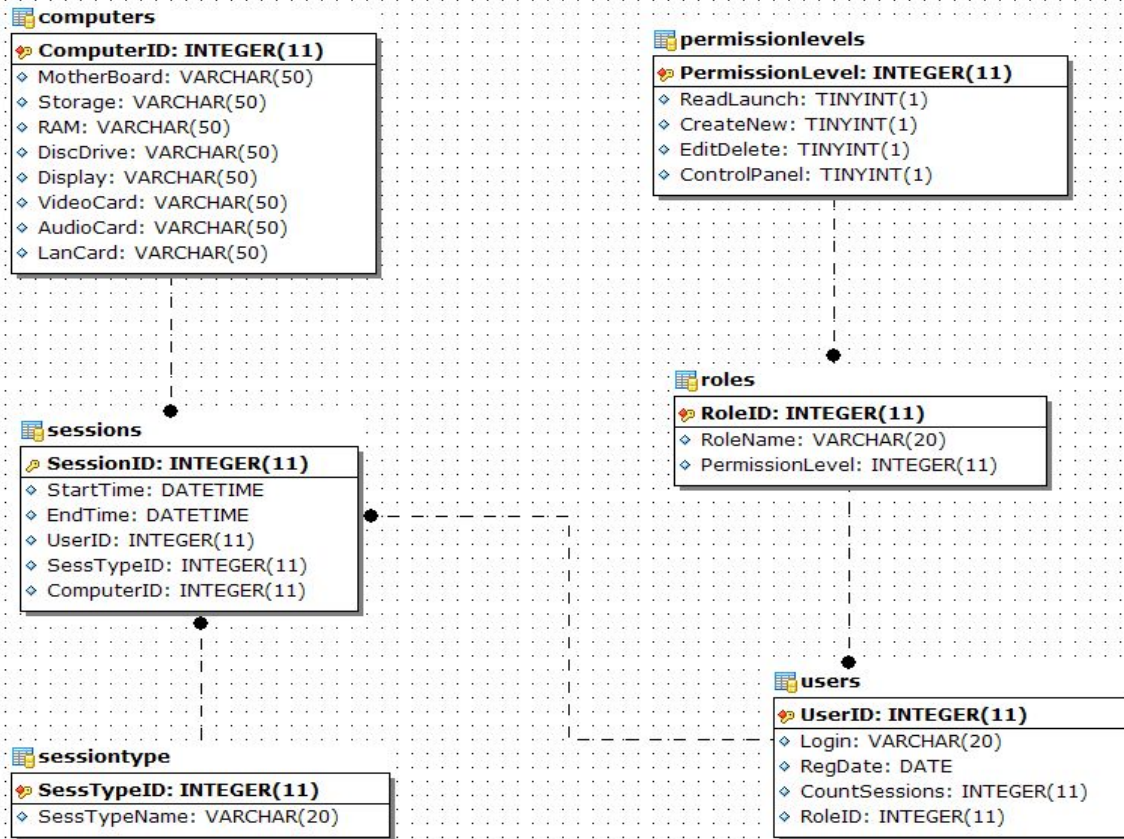 computers
ComputerID: INTEGER(11)
MotherBoard: VARCHAR(50)
Storage: VARCHAR(50)
RAM: VARCHAR(50)
DiscDrive: VARCHAR(50)
Display: VARCHAR(50)
VideoCard: VARCHAR(50)
AudioCard: VARCHAR(50)
LanCard: VARCHAR(50)
permissionlevels
PermissionLevel: INTEGER(11)
ReadLaunch: TINYINT(1)
CreateNew: TINYINT(1)
EditDelete: TINYINT(1)
ControlPanel: TINYINT(1)
roles
RoleID: INTEGER(11)
RoleName: VARCHAR(20)
PermissionLevel: INTEGER(11)
sessions
SessionID: INTEGER(11)
StartTime: DATETIME
EndTime: DATETIME
UserID: INTEGER(11)
SessTypeID: INTEGER(11)
ComputerID: INTEGER(11)
users
UserID: INTEGER(11)
Login: VARCHAR(20)
RegDate: DATE
CountSessions: INTEGER(11)
RoleID: INTEGER(11)
sessiontype
SessTypeID: INTEGER(11)
SessTypeName: VARCHAR(20)